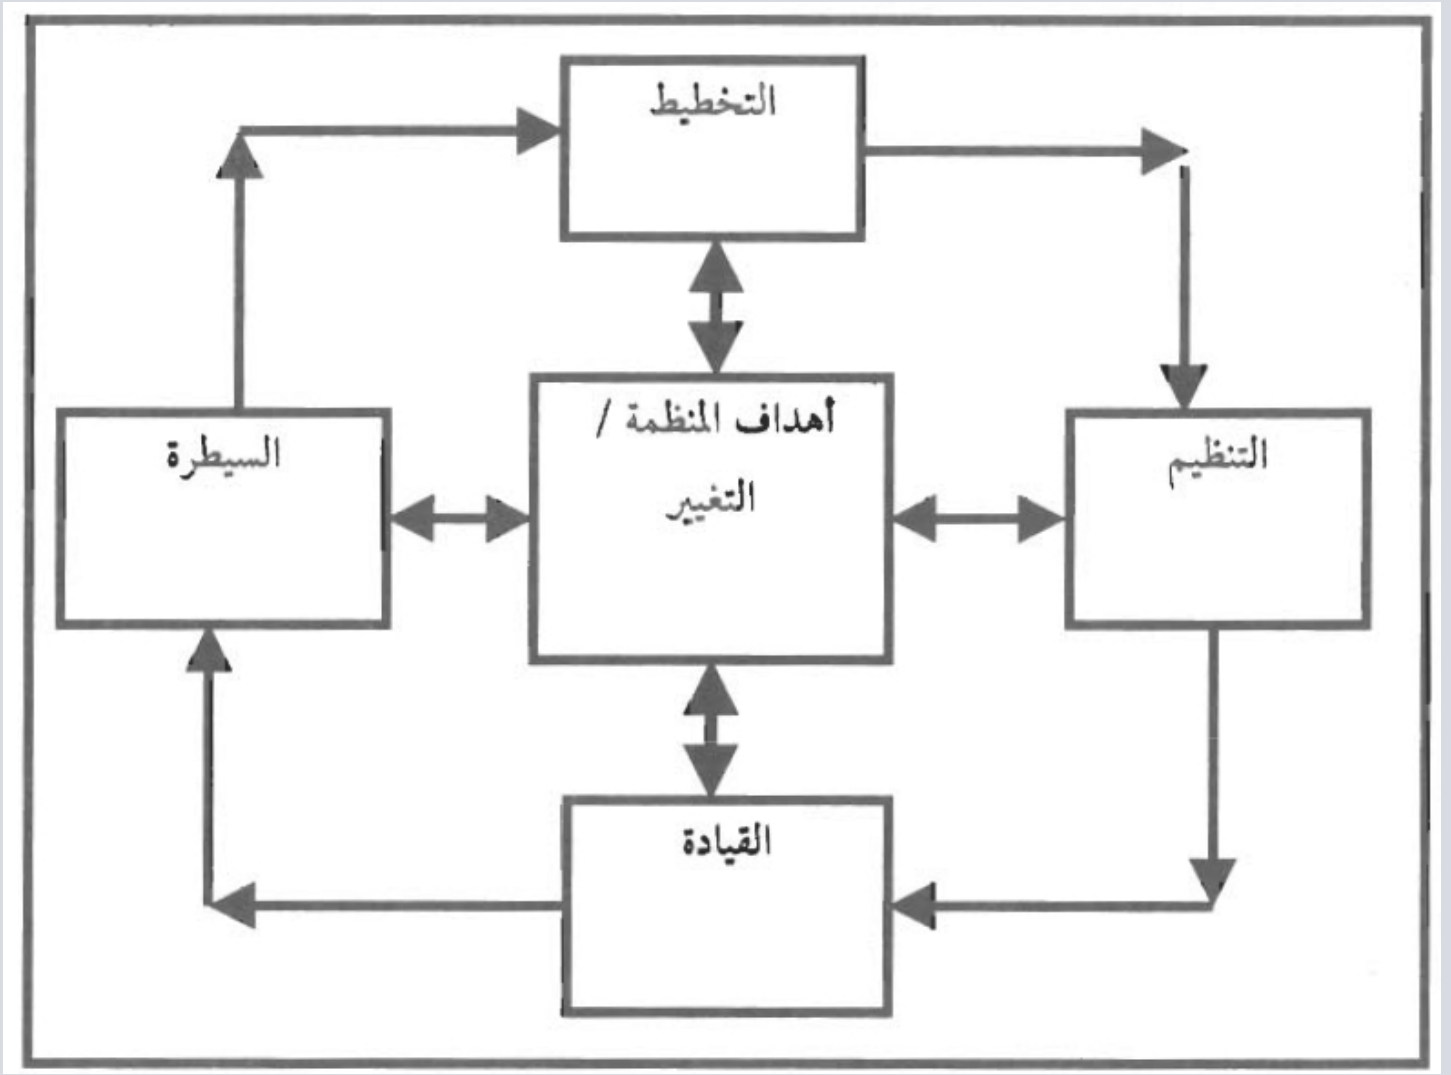 التخطيط
أهداف المنظمة /
التغيير
التنظيم
السيطرة
القيادة